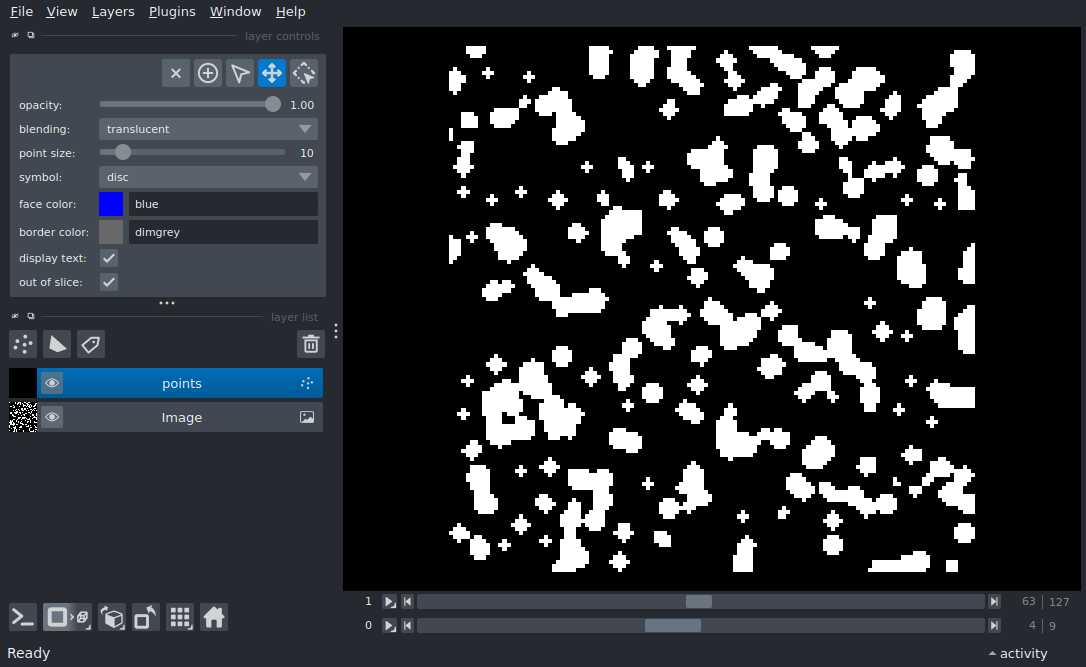 File View Layers Plugins Window Help
layer controls
opacity: 1.00
blending: translucent
point size: 10
symbol: disc
face color: blue
border color: dimgrey
display text:
out of slice:
layer list
points
Image
1 63 127
0 4 9
Ready activity